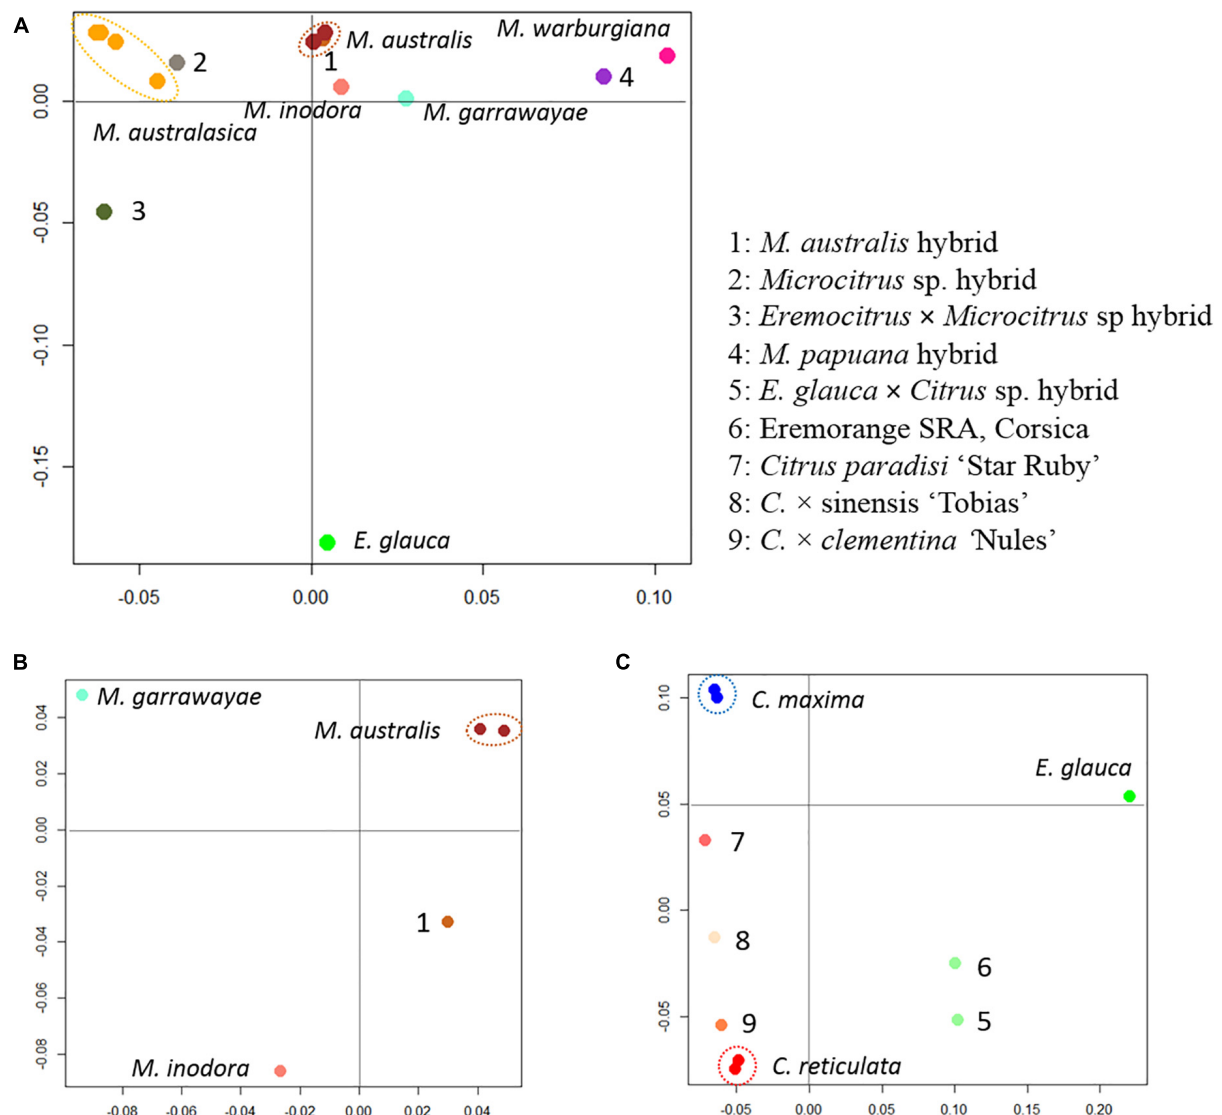 A
M. warburgiana
M. australis
1
2
4
M. inodora
M. garrawayae
M. australasica
3
E. glauca
0.00
-0.05
-0.10
-0.15
-0.05 0.00 0.05 0.10
1: M. australis hybrid
2: Microcitrus sp. hybrid
3: Eremocitrus × Microcitrus sp hybrid
4: M. papuana hybrid
5: E. glauca × Citrus sp. hybrid
6: Eremorange SRA, Corsica
7: Citrus paradisi ‘Star Ruby’
8: C. × sinensis ‘Tobias’
9: C. × clementina ‘Nules’
B
M. garrawayae
M. australis
1
M. inodora
0.04
0.02
0.00
-0.02
-0.04
-0.06
-0.08
-0.08 -0.06 -0.04 -0.02 0.00 0.02 0.04
C
C. maxima
E. glauca
7
8
6
9
5
C. reticulata
0.10
0.05
0.00
-0.05
-0.05 0.00 0.05 0.10 0.15 0.20